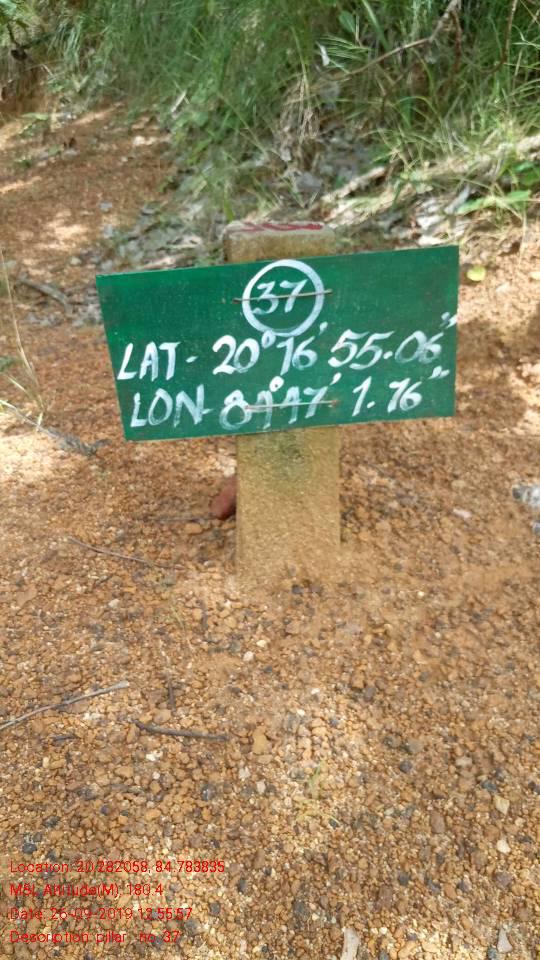 37
LAT- 20°16' 55.06"
LON- 84°47' 1.76"
Location: 20.282058, 84.783835
MSL Altitude(M): 180.4
Date: 26-09-2019 12:55:57
Description: pillar no. 37